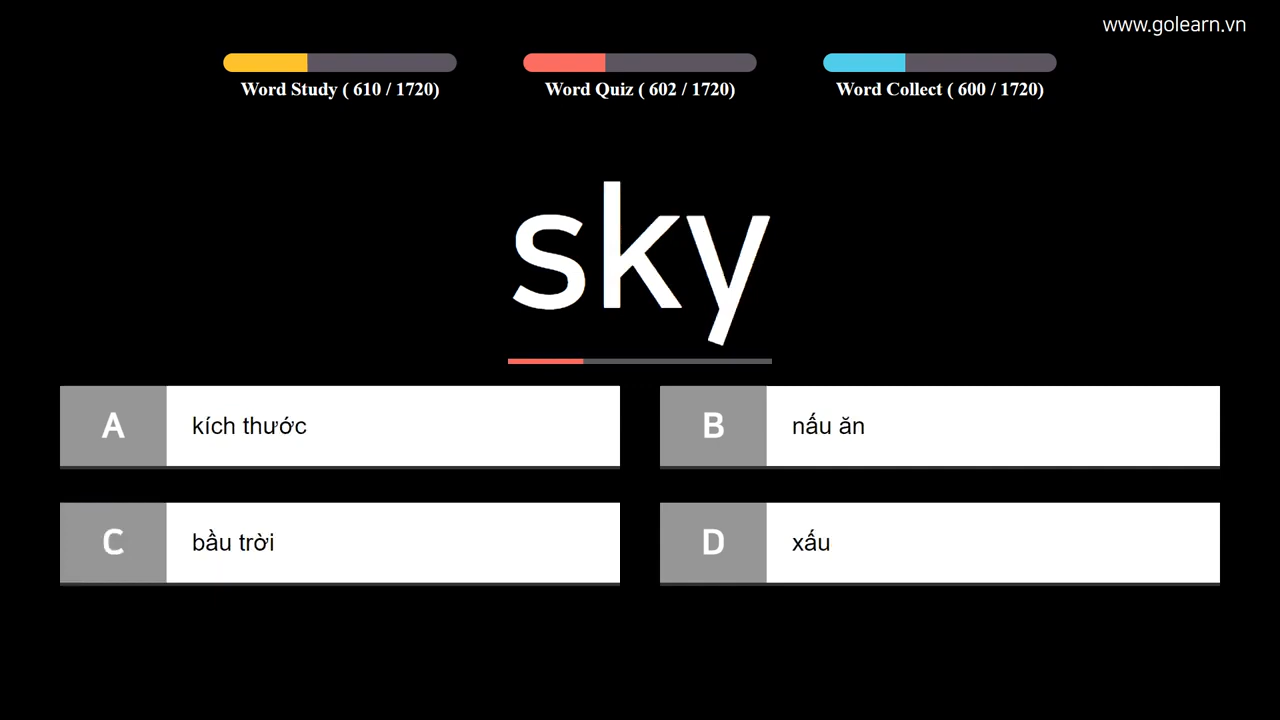 www.golearn.vn
Word Study ( 610 / 1720)
Word Quiz ( 602 / 1720)
Word Collect ( 600 / 1720)
sky
A kích thước
B nấu ăn
C bầu trời
D xấu